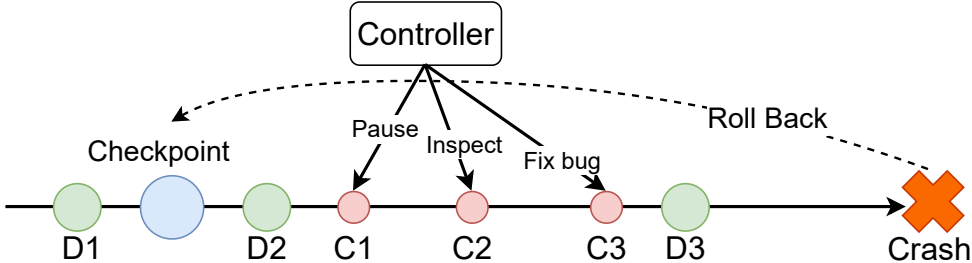 Controller
Roll Back
Pause
Inspect
Fix bug
Checkpoint
D1
D2
C1
C2
C3
D3
Crash